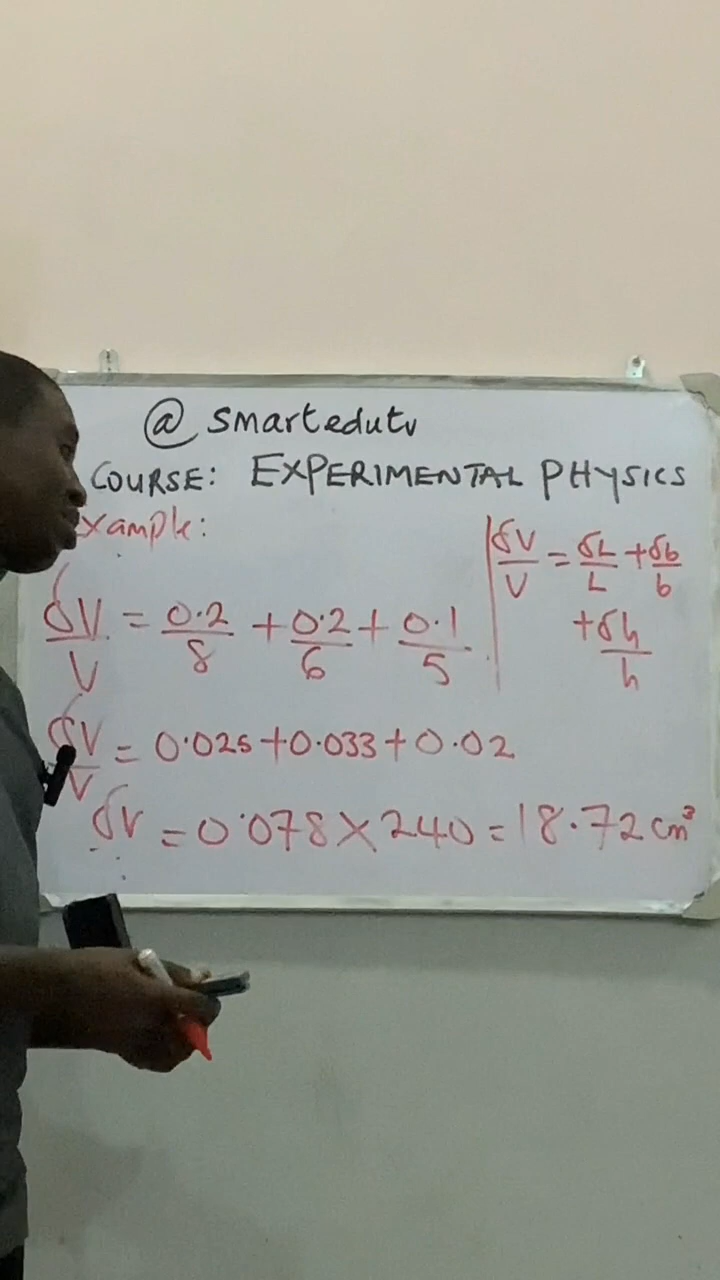 @ smartedutv
COURSE: EXPERIMENTAL PHYSICS
xample:
δV/V = δL/L + δb/b
+ δh/h
δV/V = 0.2/8 + 0.2/6 + 0.1/5
δV/V = 0.025 + 0.033 + 0.02
δV = 0.078 × 240 = 18.72 cm³